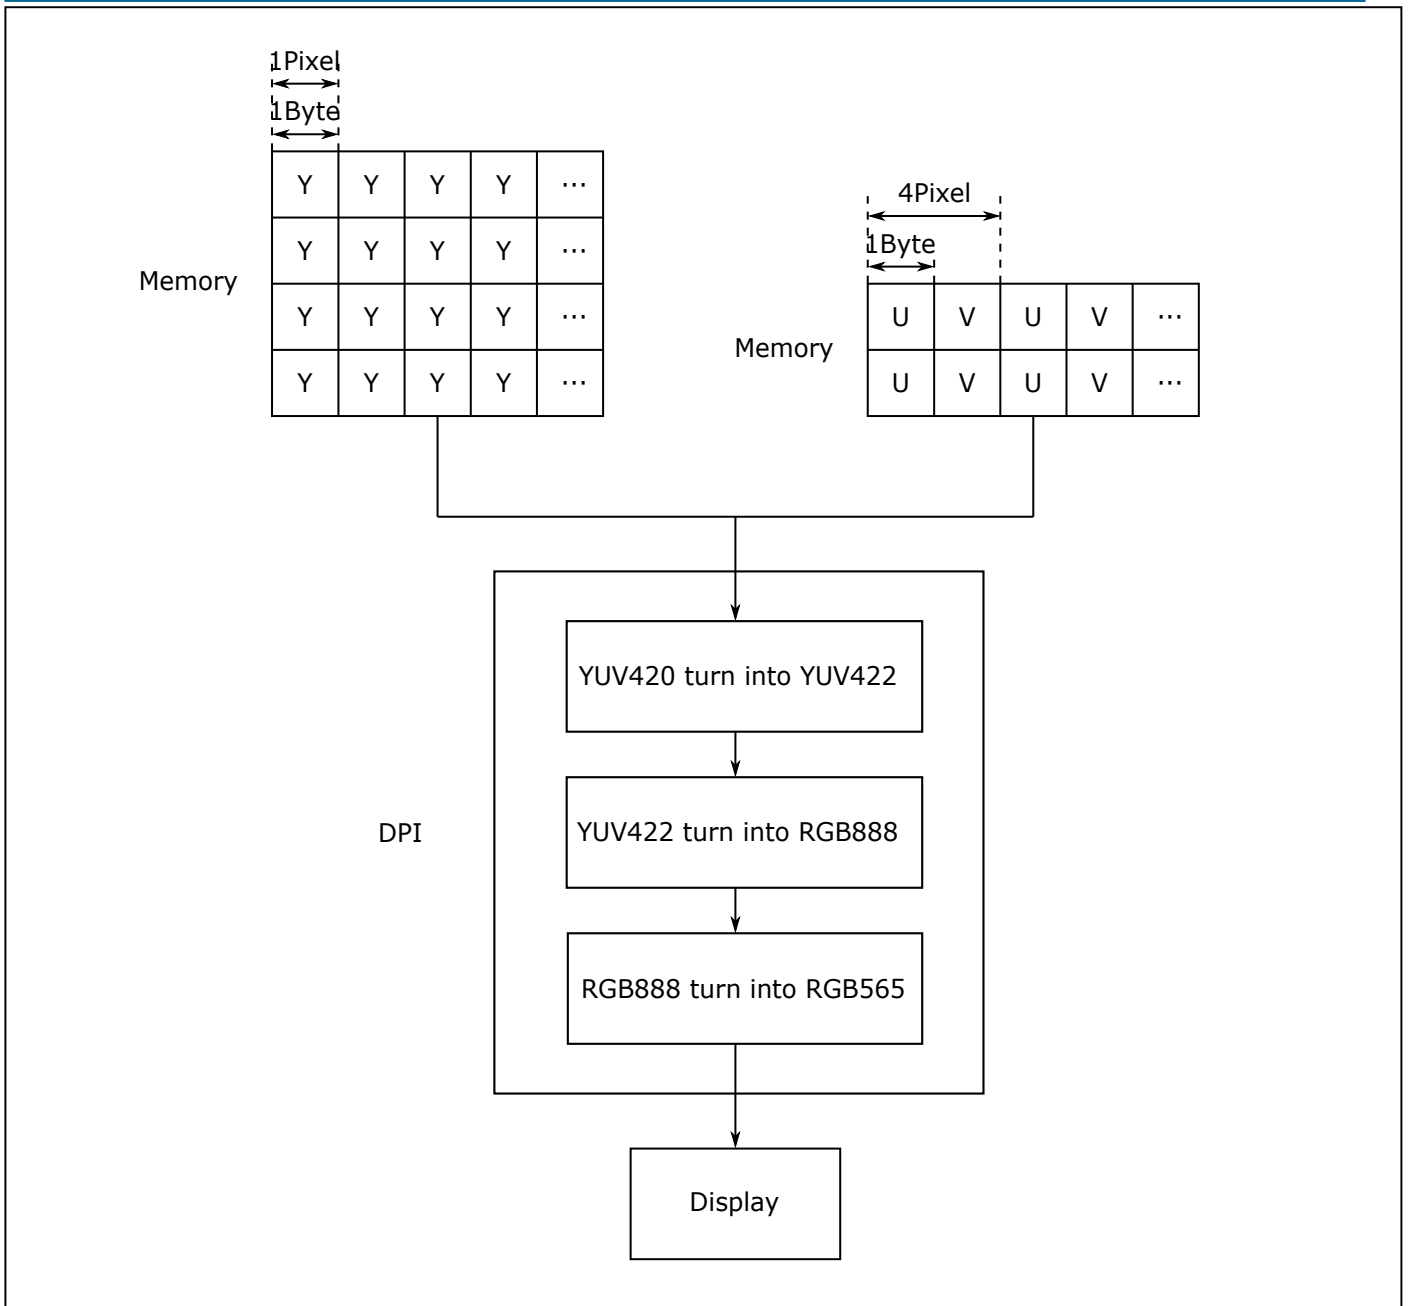 1Pixel
1Byte
Y Y Y Y ...
Y Y Y Y ...
Y Y Y Y ...
Y Y Y Y ...
Memory
4Pixel
1Byte
U V U V ...
U V U V ...
Memory
DPI
YUV420 turn into YUV422
YUV422 turn into RGB888
RGB888 turn into RGB565
Display